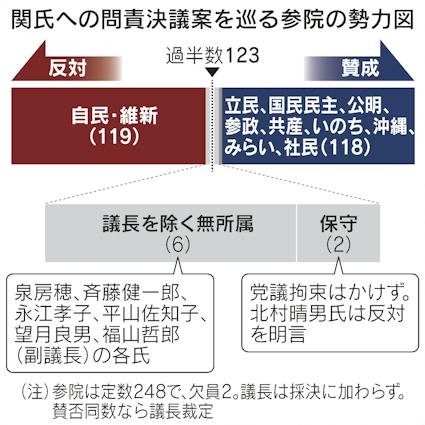 関氏への問責決議案を巡る参院の勢力図
過半数123
反対
賛成
自民・維新
(119)
立民、国民民主、公明、
参政、共産、いのち、沖縄、
みらい、社民(118)
議長を除く無所属
(6)
保守
(2)
泉房穂、斉藤健一郎、
永江孝子、平山佐知子、
望月良男、福山哲郎
(副議長)の各氏
党議拘束はかけず。
北村晴男氏は反対
を明言
(注)参院は定数248で、欠員2。議長は採決に加わらず。
賛否同数なら議長裁定